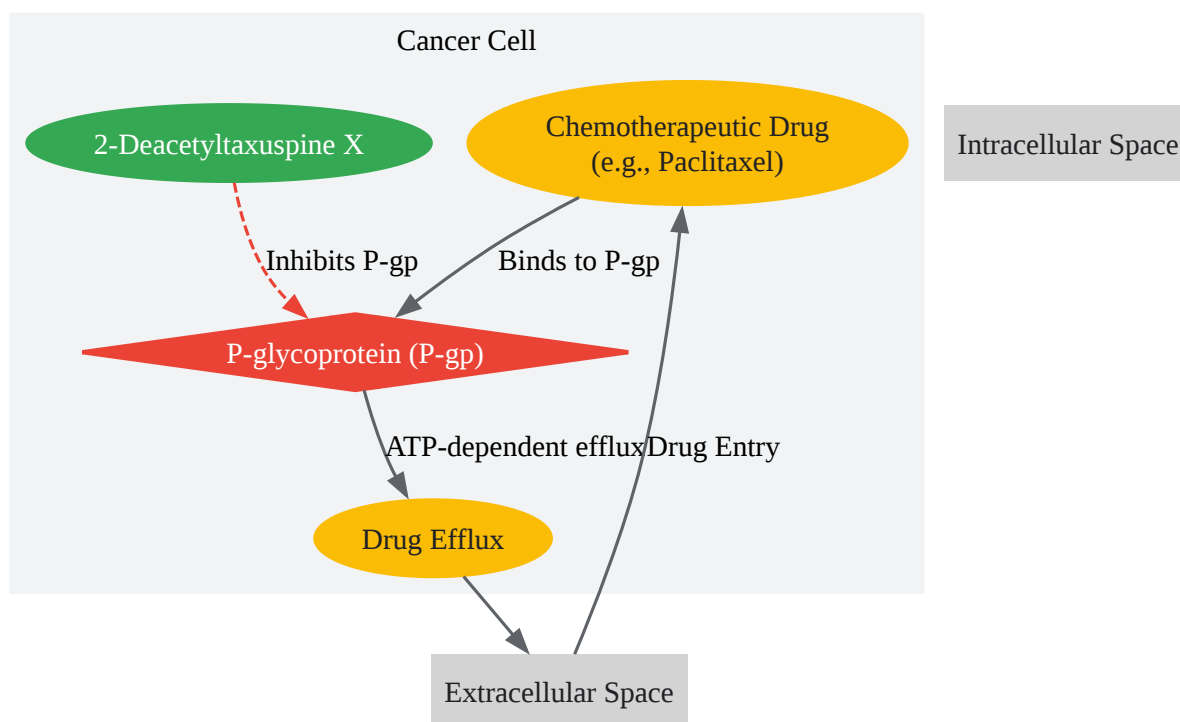 Cancer Cell
2-Deacetyltaxuspine X
Chemotherapeutic Drug
(e.g., Paclitaxel)
Intracellular Space
Inhibits P-gp
Binds to P-gp
P-glycoprotein (P-gp)
ATP-dependent efflux
Drug Entry
Drug Efflux
Extracellular Space